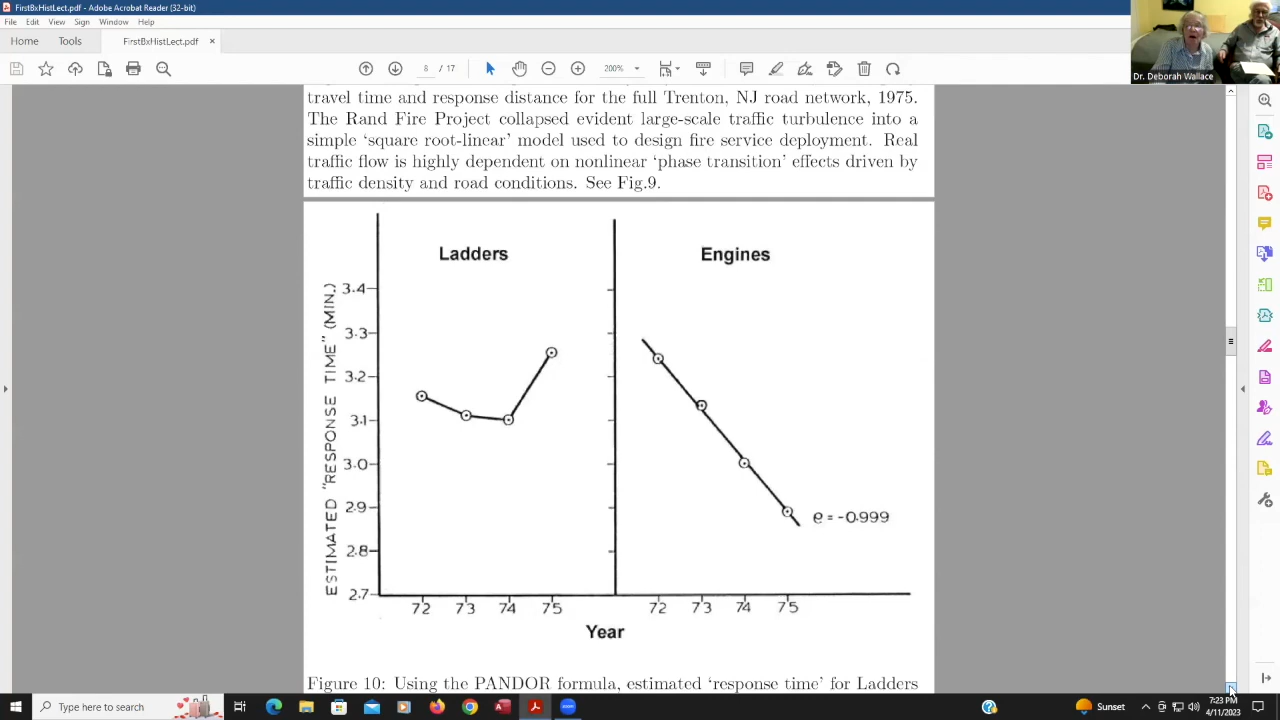 FirstBxHistLect.pdf - Adobe Acrobat Reader (32-bit)
File Edit View Sign Window Help
Home Tools FirstBxHistLect.pdf ×
8 / 17 200%
Dr. Deborah Wallace
travel time and response distance for the full Trenton, NJ road network, 1975.
The Rand Fire Project collapsed evident large-scale traffic turbulence into a
simple ‘square root-linear’ model used to design fire service deployment. Real
traffic flow is highly dependent on nonlinear ‘phase transition’ effects driven by
traffic density and road conditions. See Fig.9.
Ladders Engines
ESTIMATED "RESPONSE TIME" (MIN.)
3.4
3.3
3.2
3.1
3.0
2.9
2.8
2.7
ϱ = -0.999
72 73 74 75 72 73 74 75
Year
Figure 10: Using the PANDOR formula, estimated ‘response time’ for Ladders
Type here to search
Sunset
7:23 PM
4/11/2023